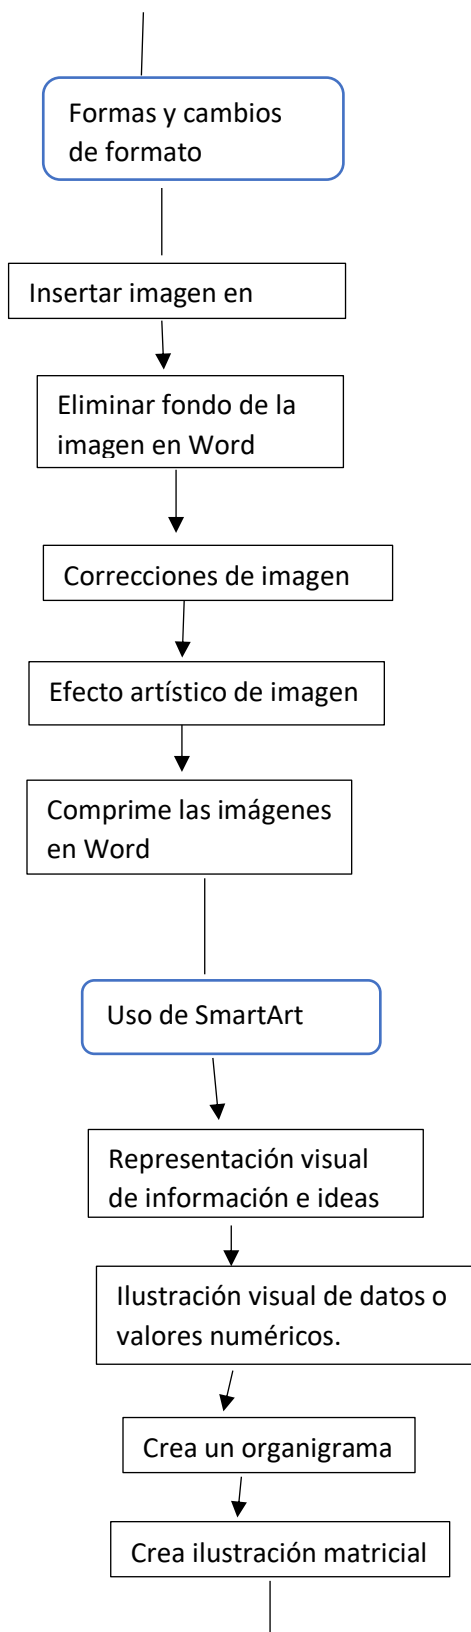 Formas y cambios
de formato
Insertar imagen en
Eliminar fondo de la
imagen en Word
Correcciones de imagen
Efecto artístico de imagen
Comprime las imágenes
en Word
Uso de SmartArt
Representación visual
de información e ideas
Ilustración visual de datos o
valores numéricos.
Crea un organigrama
Crea ilustración matricial